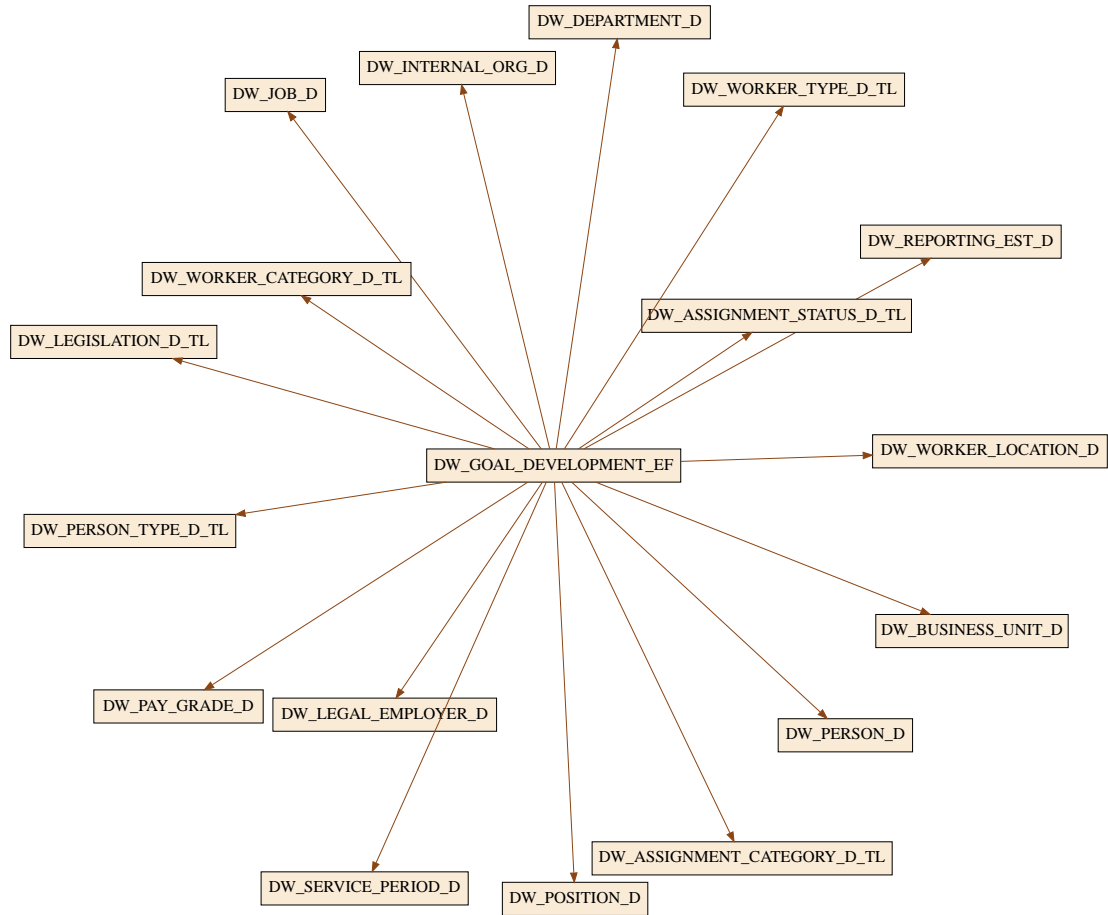 DW_DEPARTMENT_D
DW_INTERNAL_ORG_D
DW_JOB_D
DW_WORKER_TYPE_D_TL
DW_REPORTING_EST_D
DW_WORKER_CATEGORY_D_TL
DW_ASSIGNMENT_STATUS_D_TL
DW_LEGISLATION_D_TL
DW_WORKER_LOCATION_D
DW_GOAL_DEVELOPMENT_EF
DW_PERSON_TYPE_D_TL
DW_BUSINESS_UNIT_D
DW_PAY_GRADE_D
DW_LEGAL_EMPLOYER_D
DW_PERSON_D
DW_ASSIGNMENT_CATEGORY_D_TL
DW_SERVICE_PERIOD_D
DW_POSITION_D